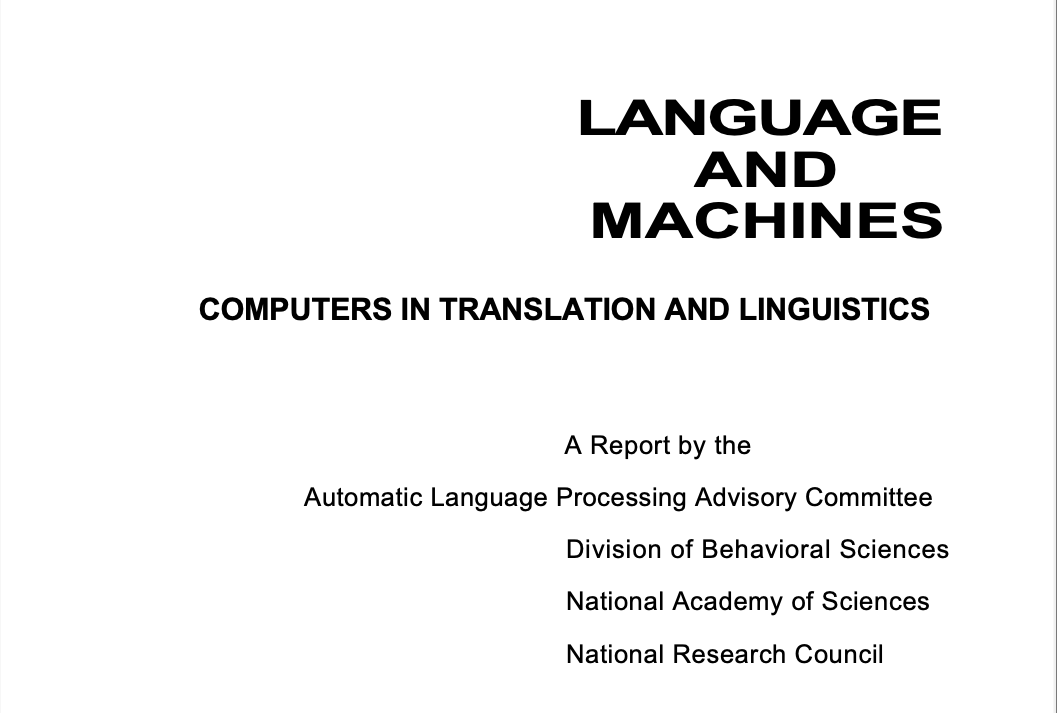 LANGUAGE
AND
MACHINES
COMPUTERS IN TRANSLATION AND LINGUISTICS
A Report by the
Automatic Language Processing Advisory Committee
Division of Behavioral Sciences
National Academy of Sciences
National Research Council